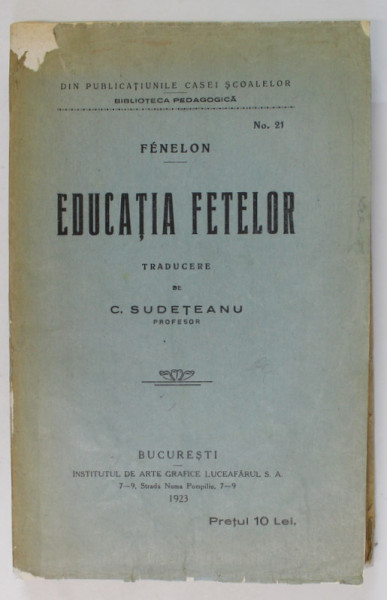 DIN PUBLICAȚIUNILE CASEI ȘCOALELOR
BIBLIOTECA PEDAGOGICĂ
No. 21
FÉNELON
EDUCAȚIA FETELOR
TRADUCERE
DE
C. SUDEȚEANU
PROFESOR
BUCUREȘTI
INSTITUTUL DE ARTE GRAFICE LUCEAFĂRUL S. A.
7—9, Strada Numa Pompiliu, 7—9
1923
Prețul 10 Lei.